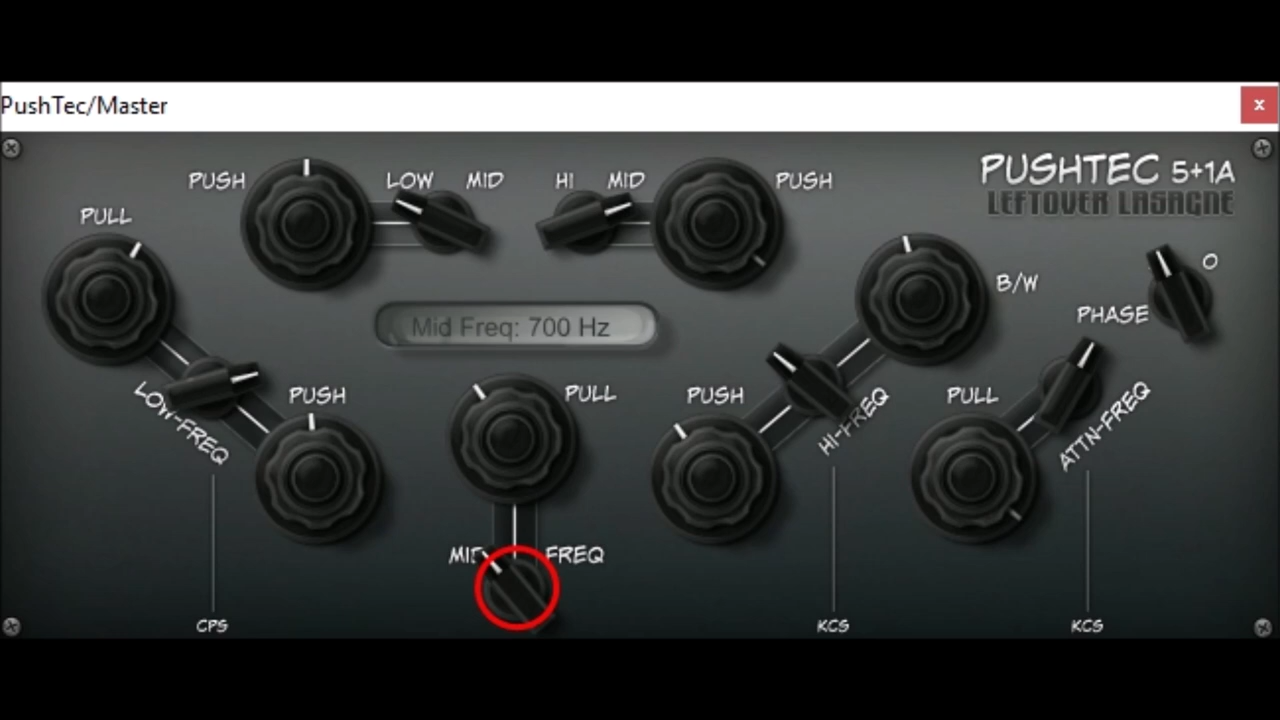 PushTec/Master
x
PUSHTEC 5+1A
LEFTOVER LASAGNE
PUSH
LOW
MID
HI
MID
PUSH
PULL
O
B/W
PHASE
Mid Freq: 700 Hz
LOW-FREQ
PUSH
PULL
PUSH
HI-FREQ
PULL
ATTN-FREQ
MID
FREQ
CPS
KCS
KCS